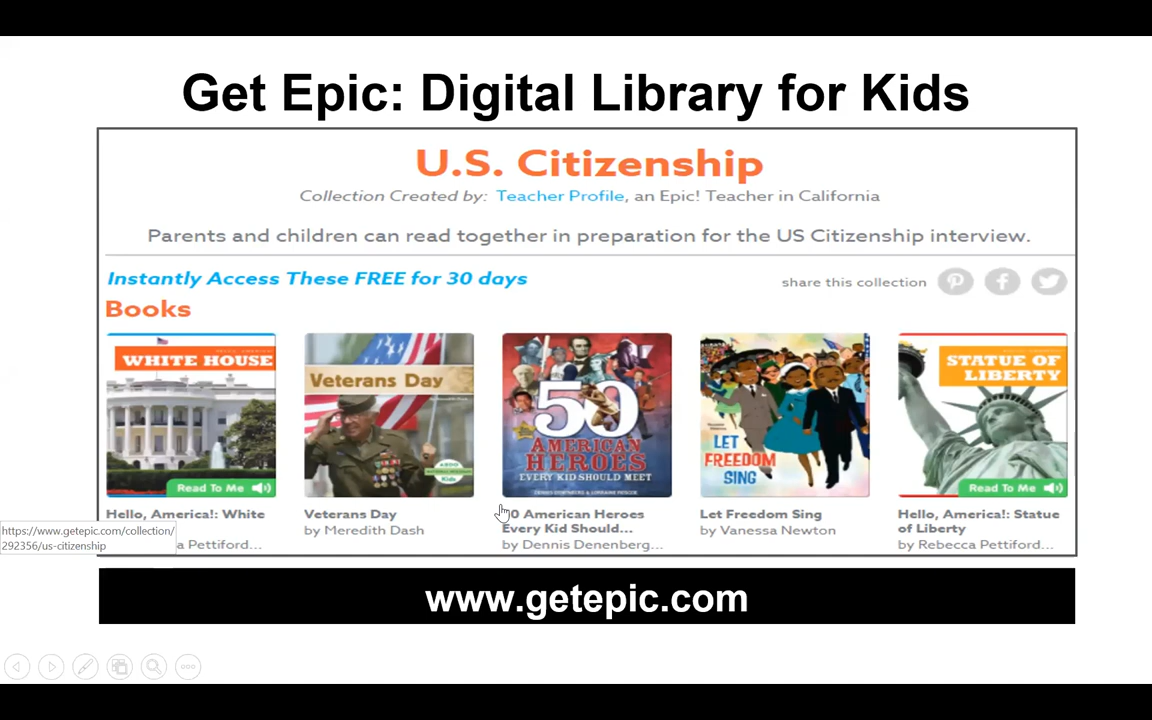 Get Epic: Digital Library for Kids
U.S. Citizenship
Collection Created by: Teacher Profile, an Epic! Teacher in California
Parents and children can read together in preparation for the US Citizenship interview.
Instantly Access These FREE for 30 days
share this collection
Books
WHITE HOUSE
Read To Me
Veterans Day
Kids
50
AMERICAN
HEROES
EVERY KID SHOULD MEET
DENNIS DENENBERG & LORRAINE ROSCOE
LET
FREEDOM
SING
STATUE OF
LIBERTY
Read To Me
Hello, America!: White
a Pettiford...
Veterans Day
by Meredith Dash
0 American Heroes
Every Kid Should...
by Dennis Denenberg...
Let Freedom Sing
by Vanessa Newton
Hello, America!: Statue
of Liberty
by Rebecca Pettiford...
https://www.getepic.com/collection/
292356/us-citizenship
www.getepic.com